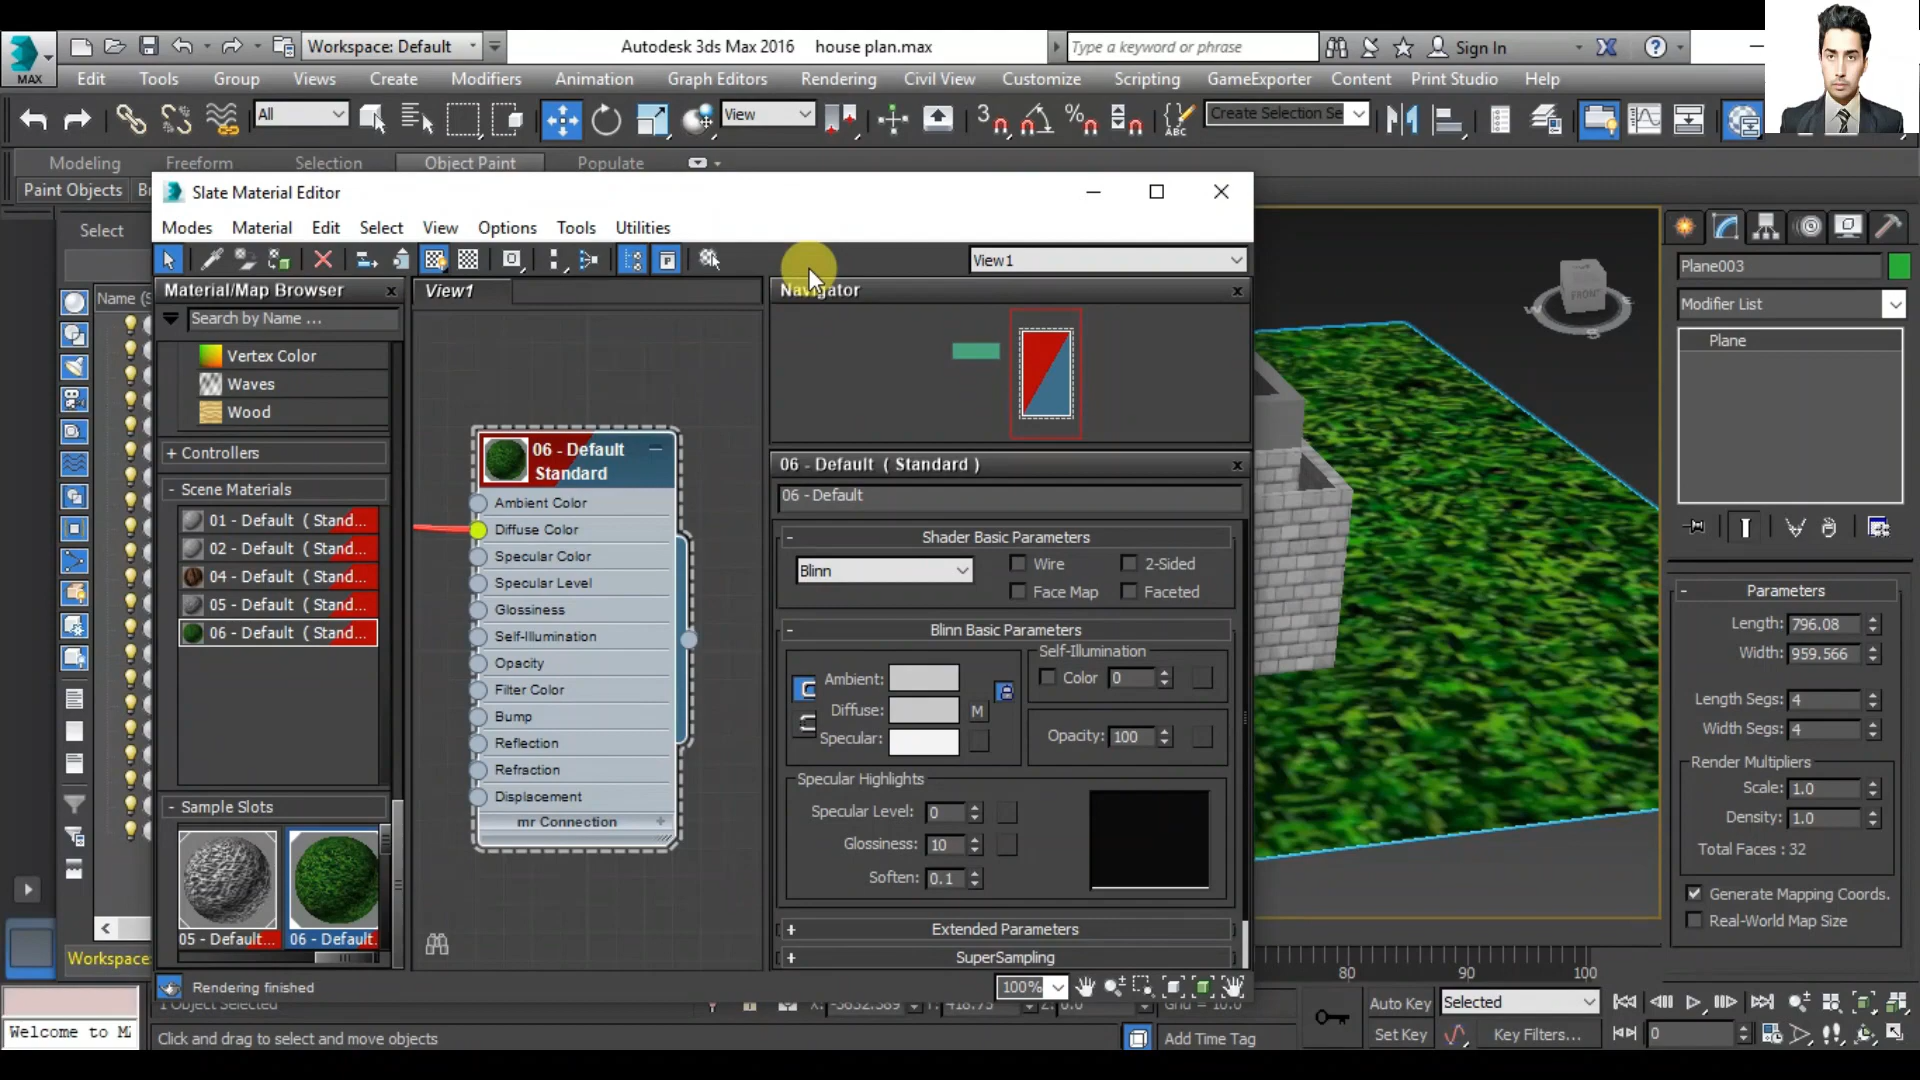 Workspace: Default
Autodesk 3ds Max 2016 house plan.max
Type a keyword or phrase
Sign In
MAX
Edit Tools Group Views Create Modifiers Animation Graph Editors Rendering Civil View Customize Scripting GameExporter Content Print Studio Help
All
View
3
ABC
Create Selection Se
Modeling Freeform Selection Object Paint Populate
Paint Objects
Slate Material Editor
Select
Modes Material Edit Select View Options Tools Utilities
View1
Material/Map Browser
View1
Navigator
Search by Name ...
Name
Vertex Color
Waves
Wood
+ Controllers
- Scene Materials
01 - Default ( Stand...
02 - Default ( Stand...
04 - Default ( Stand...
05 - Default ( Stand...
06 - Default ( Stand...
- Sample Slots
05 - Default...
06 - Default.
06 - Default
Standard
Ambient Color
Diffuse Color
Specular Color
Specular Level
Glossiness
Self-Illumination
Opacity
Filter Color
Bump
Reflection
Refraction
Displacement
mr Connection +
06 - Default ( Standard )
06 - Default
- Shader Basic Parameters
Blinn
Wire 2-Sided
Face Map Faceted
- Blinn Basic Parameters
Self-Illumination
Ambient:
Color 0
Diffuse: M
Specular:
Opacity: 100
Specular Highlights
Specular Level: 0
Glossiness: 10
Soften: 0.1
+ Extended Parameters
+ SuperSampling
Rendering finished
100%
FRONT
W
S
Plane003
Modifier List
Plane
- Parameters
Length: 796.08
Width: 959.566
Length Segs: 4
Width Segs: 4
Render Multipliers
Scale: 1.0
Density: 1.0
Total Faces : 32
Generate Mapping Coords.
Real-World Map Size
80 90 100
Workspace:
Welcome to M
Click and drag to select and move objects
Add Time Tag
Auto Key
Selected
Set Key
Key Filters...
0